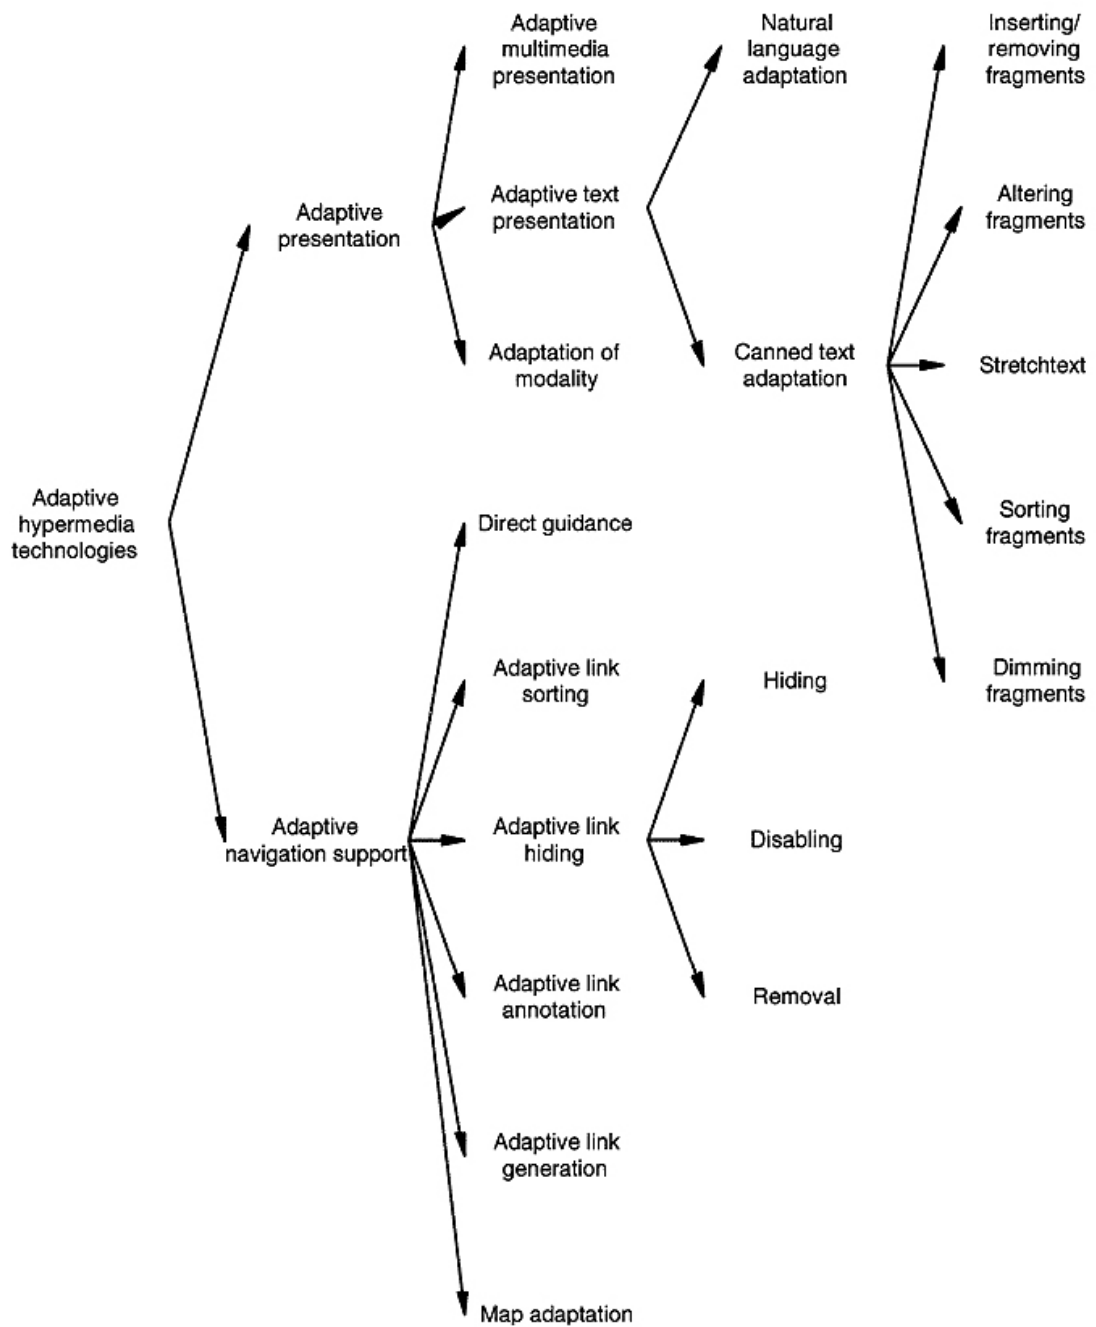 Adaptive
multimedia
presentation
Natural
language
adaptation
Inserting/
removing
fragments
Adaptive
presentation
Adaptive text
presentation
Altering
fragments
Adaptation of
modality
Canned text
adaptation
Stretchtext
Adaptive
hypermedia
technologies
Direct guidance
Sorting
fragments
Adaptive link
sorting
Hiding
Dimming
fragments
Adaptive
navigation support
Adaptive link
hiding
Disabling
Adaptive link
annotation
Removal
Adaptive link
generation
Map adaptation